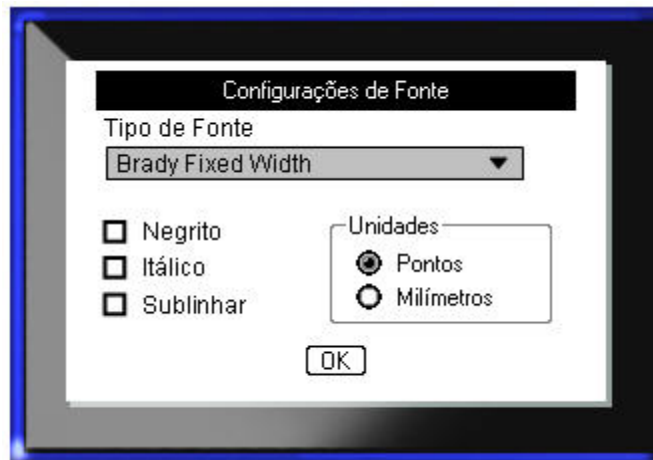 Configurações de Fonte
Tipo de Fonte
Brady Fixed Width
Negrito
Itálico
Sublinhar
Unidades
Pontos
Milímetros
OK